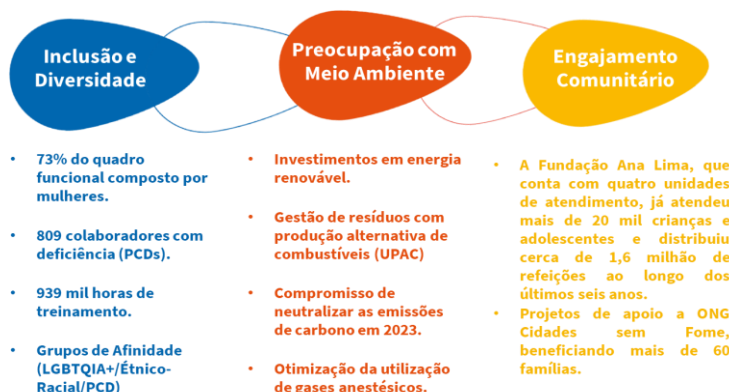 Inclusão e
Diversidade
Preocupação com
Meio Ambiente
Engajamento
Comunitário
• 73% do quadro
funcional composto por
mulheres.
• 809 colaboradores com
deficiência (PCDs).
• 939 mil horas de
treinamento.
• Grupos de Afinidade
(LGBTQIA+/Étnico-
Racial/PCD)
• Investimentos em energia
renovável.
• Gestão de resíduos com
produção alternativa de
combustíveis (UPAC)
• Compromisso de
neutralizar as emissões
de carbono em 2023.
• Otimização da utilização
de gases anestésicos.
• A Fundação Ana Lima, que
conta com quatro unidades
de atendimento, já atendeu
mais de 20 mil crianças e
adolescentes e distribuiu
cerca de 1,6 milhão de
refeições ao longo dos
últimos seis anos.
• Projetos de apoio a ONG
Cidades sem Fome,
beneficiando mais de 60
famílias.